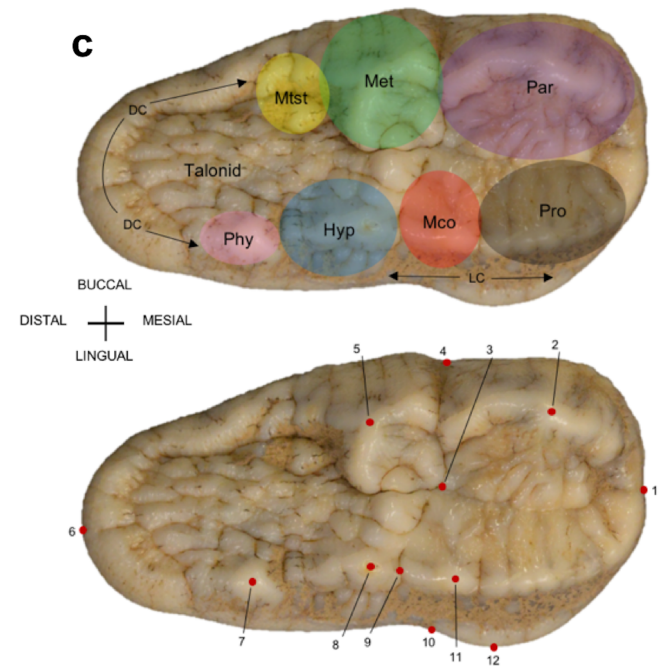 C
Met
Par
Mtst
DC
Talonid
Pro
Mco
Hyp
Phy
DC
LC
BUCCAL
DISTAL MESIAL
LINGUAL
5 4 3 2
1
6
7 8 9 10 11 12